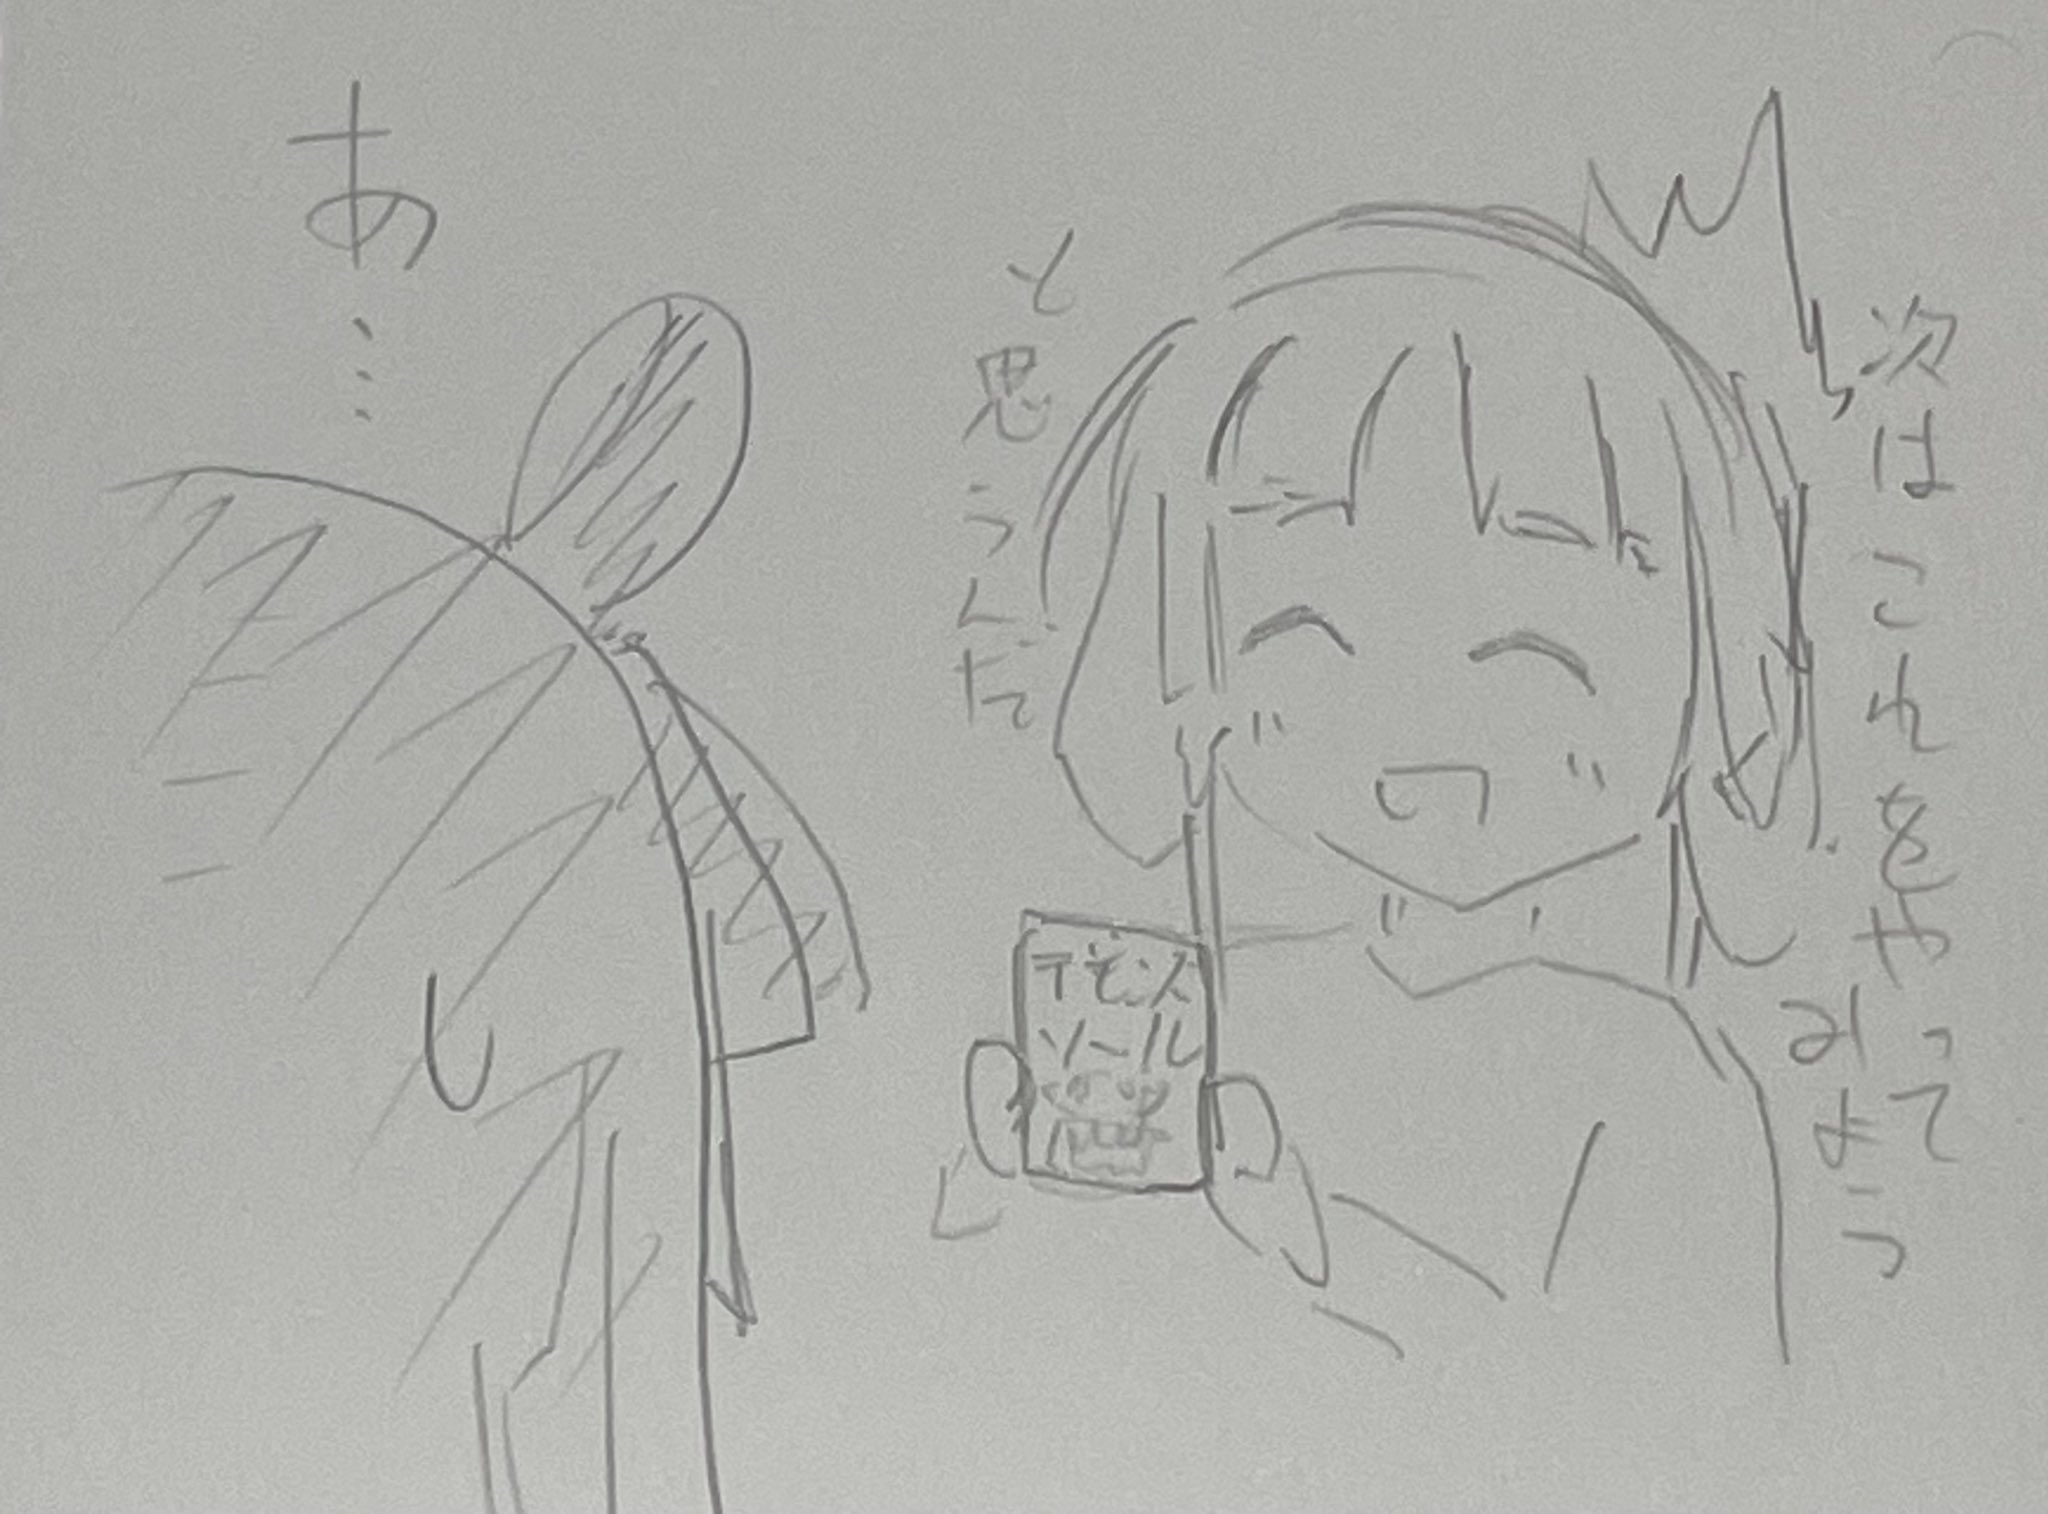 次はこれをやって
みよう
と思うんだ
デモンズ
ソール
あ…